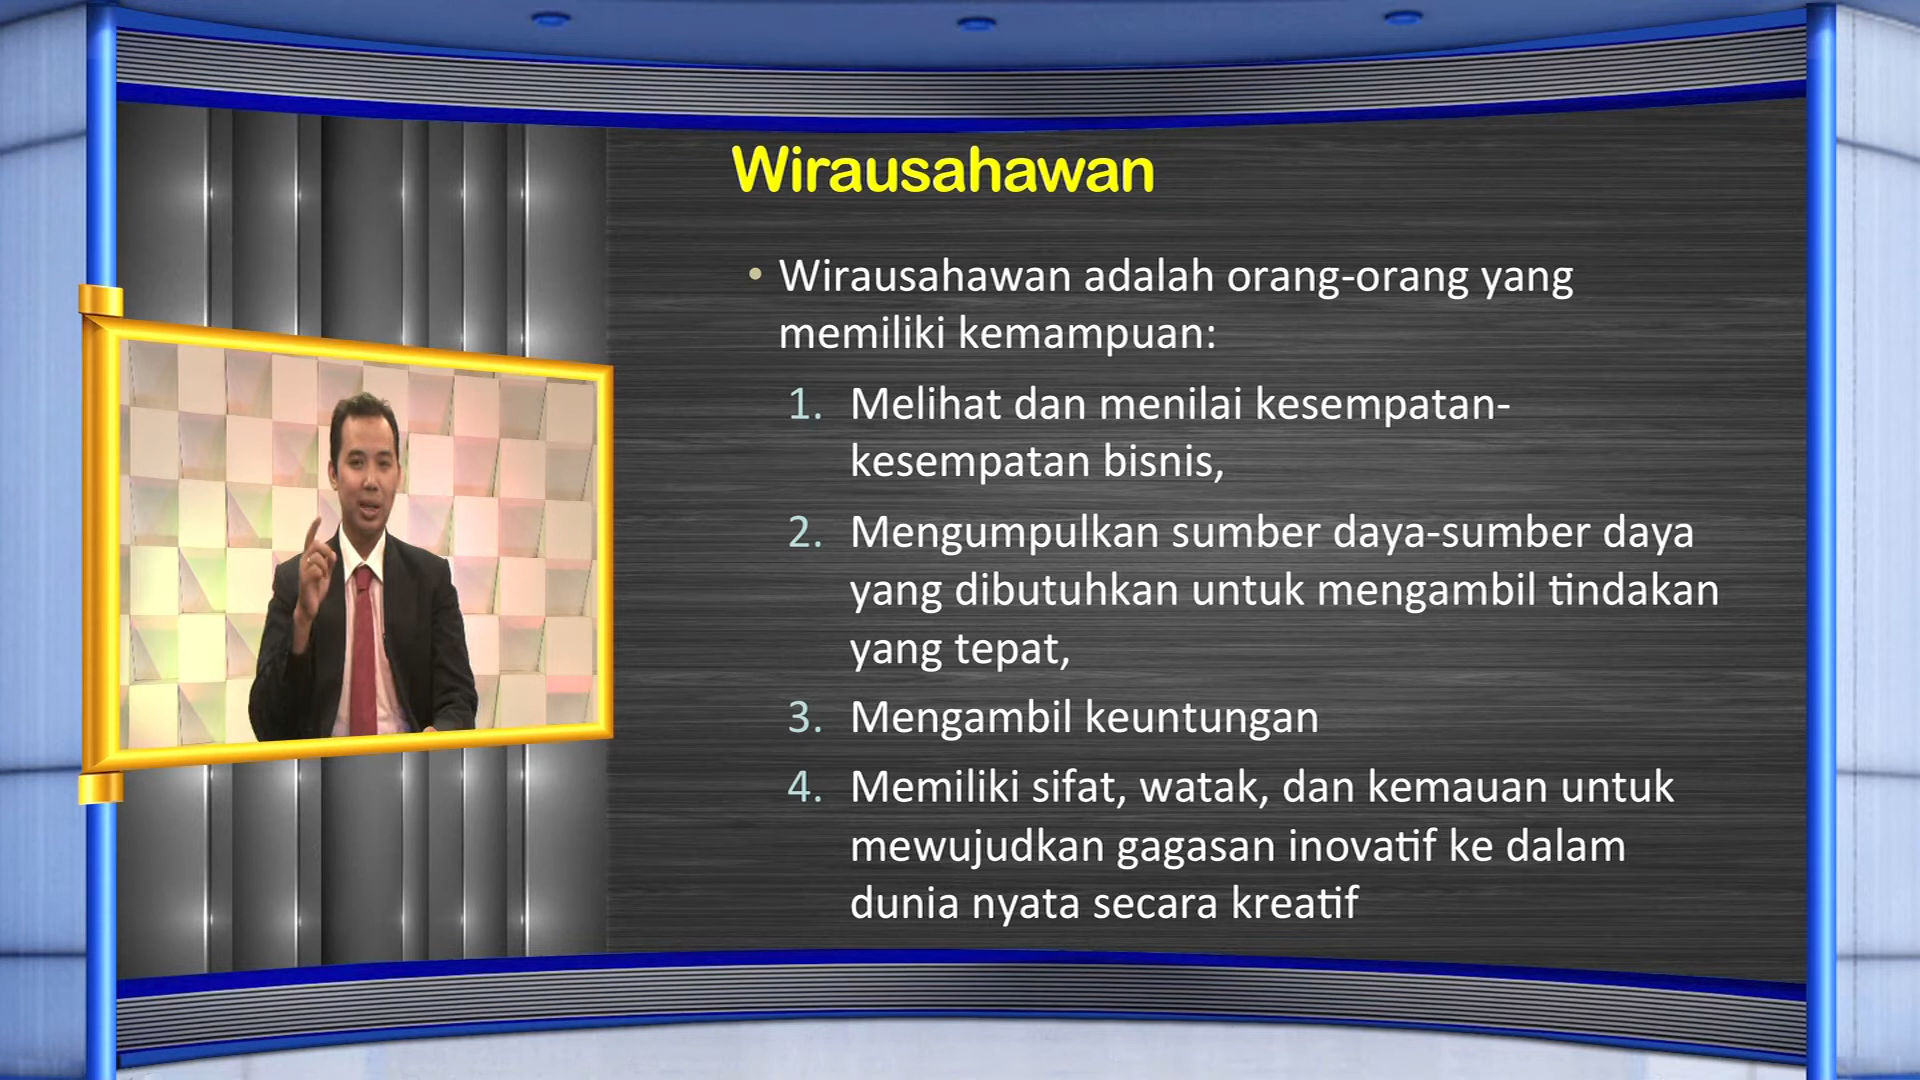 Wirausahawan
• Wirausahawan adalah orang-orang yang
memiliki kemampuan:
1. Melihat dan menilai kesempatan-
kesempatan bisnis,
2. Mengumpulkan sumber daya-sumber daya
yang dibutuhkan untuk mengambil tindakan
yang tepat,
3. Mengambil keuntungan
4. Memiliki sifat, watak, dan kemauan untuk
mewujudkan gagasan inovatif ke dalam
dunia nyata secara kreatif